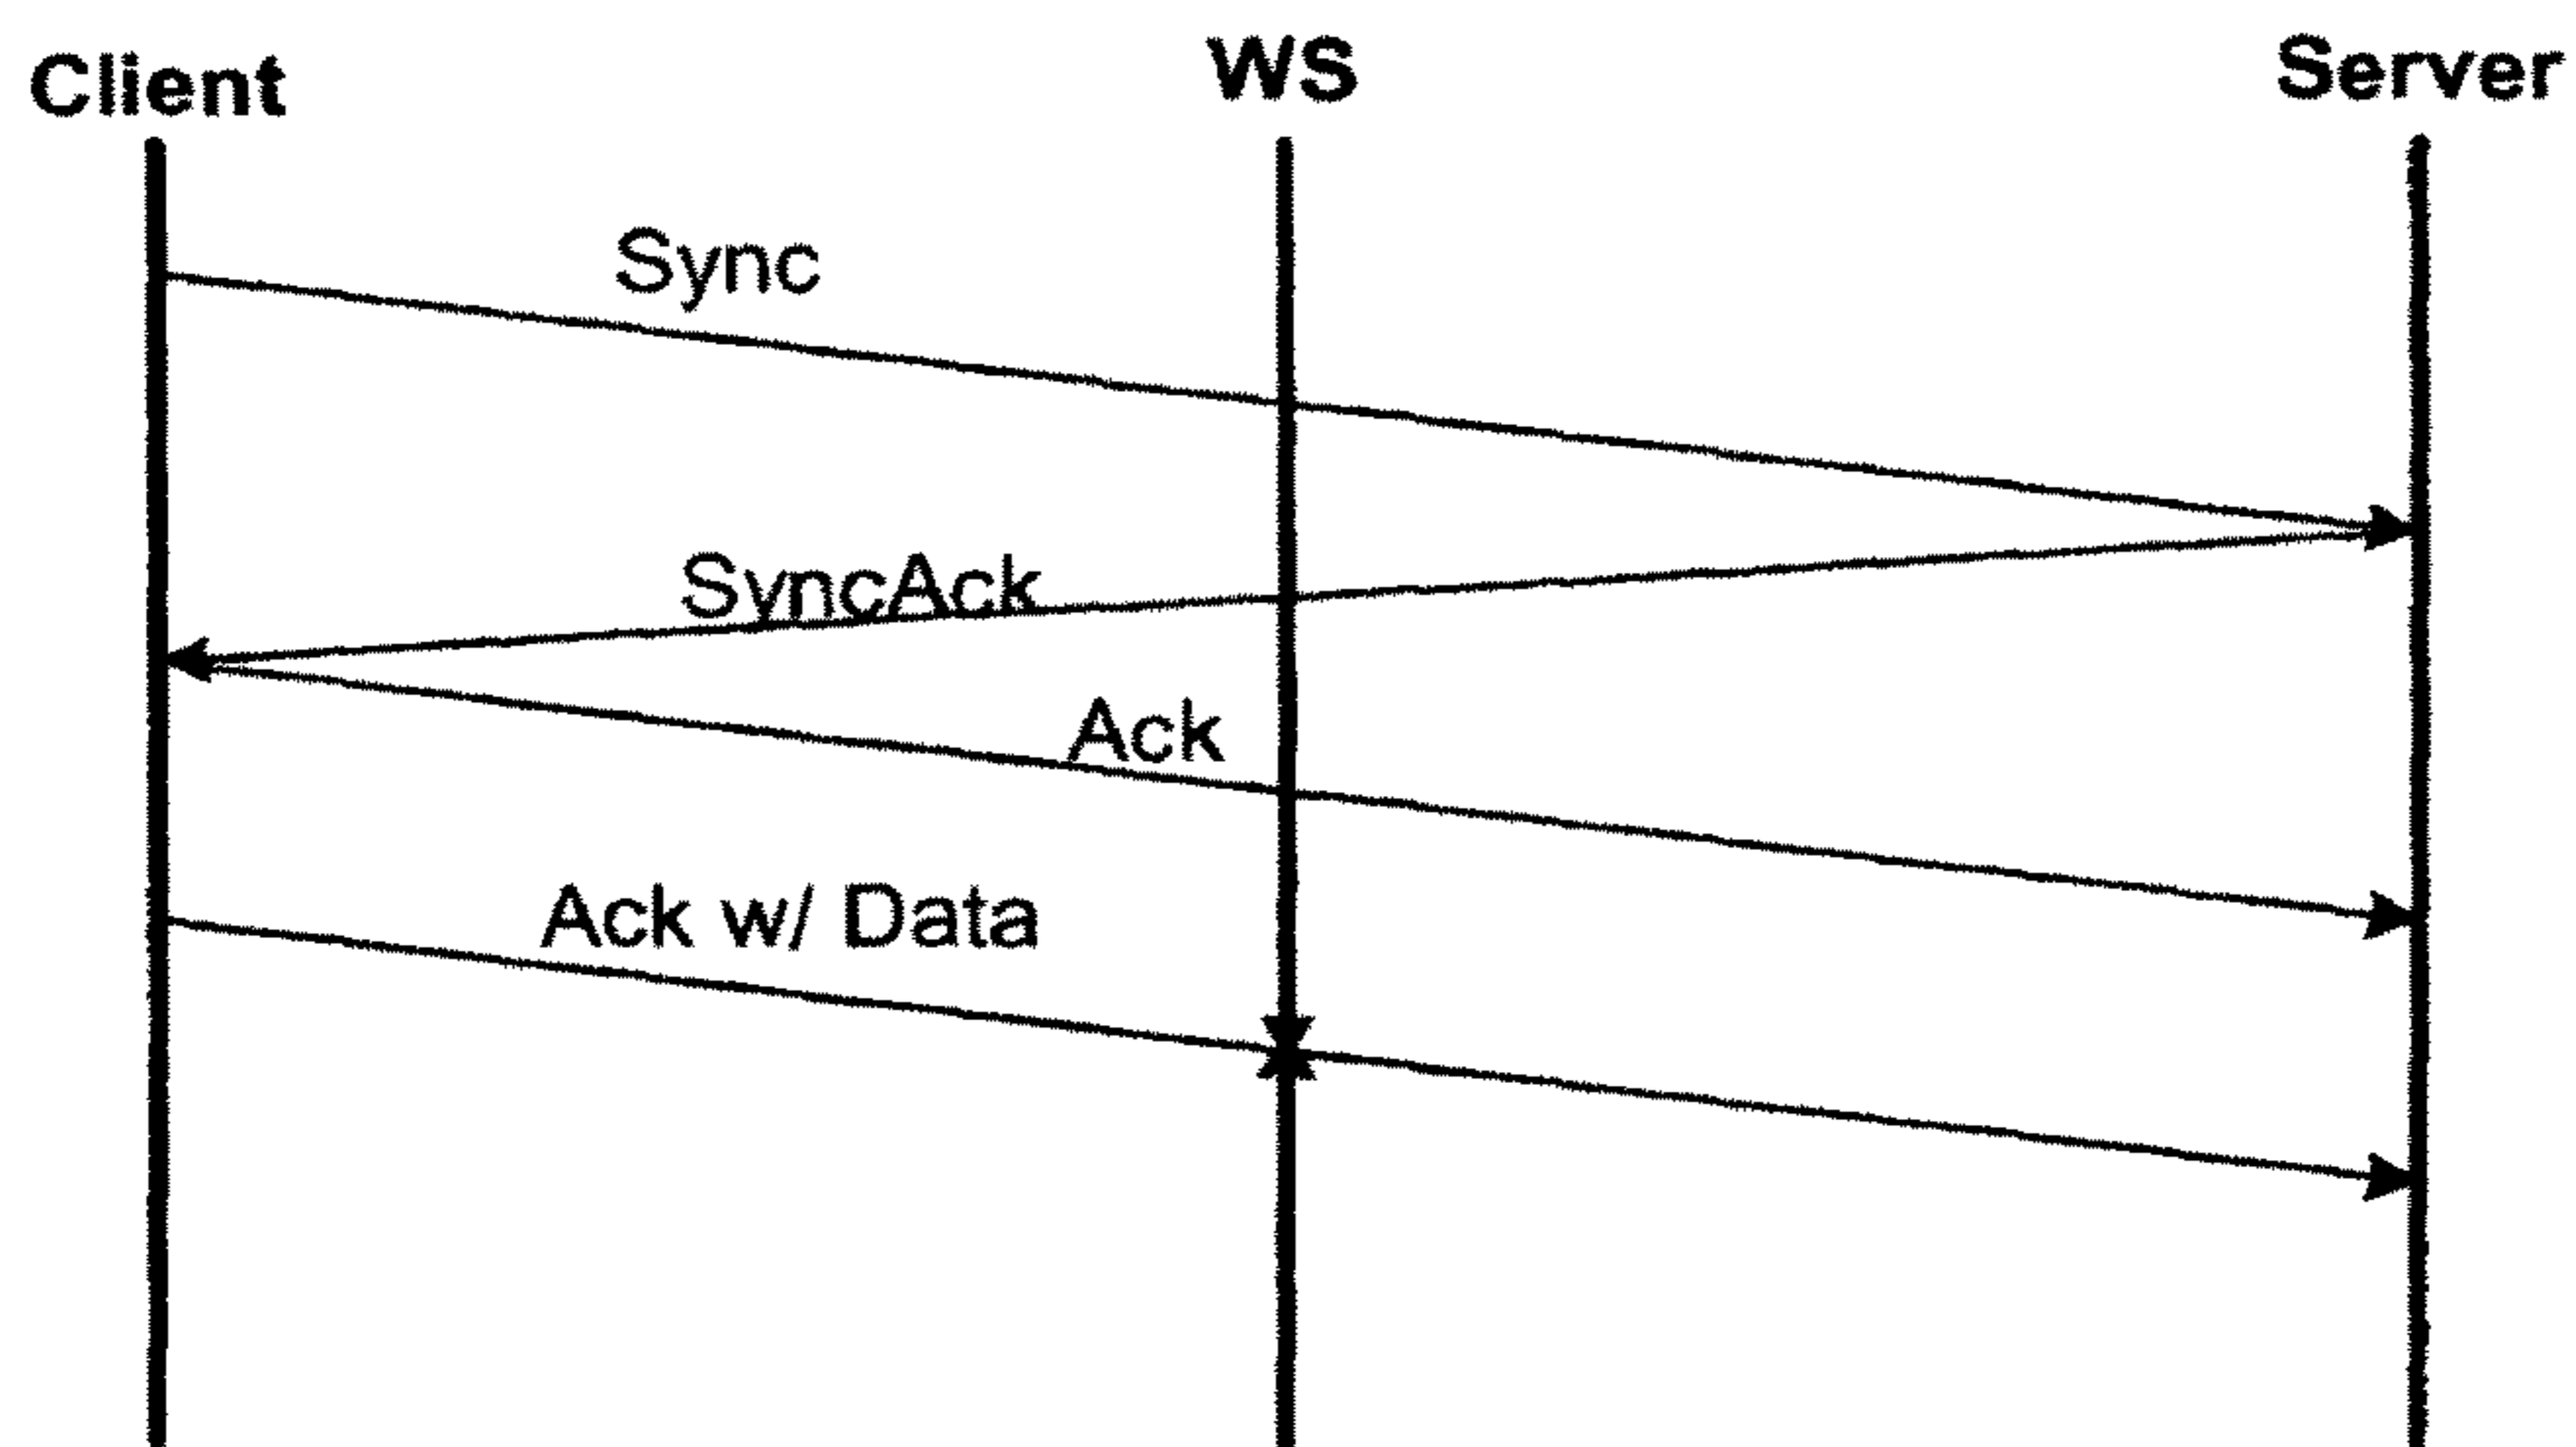 Client WS Server
Sync
SyncAck
Ack
Ack w/ Data